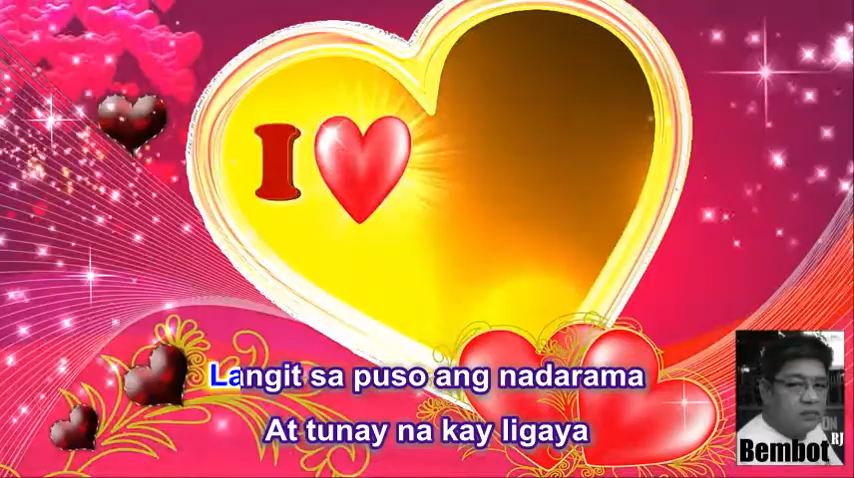 I
Langit sa puso ang nadarama
At tunay na kay ligaya
RJ
Bembot